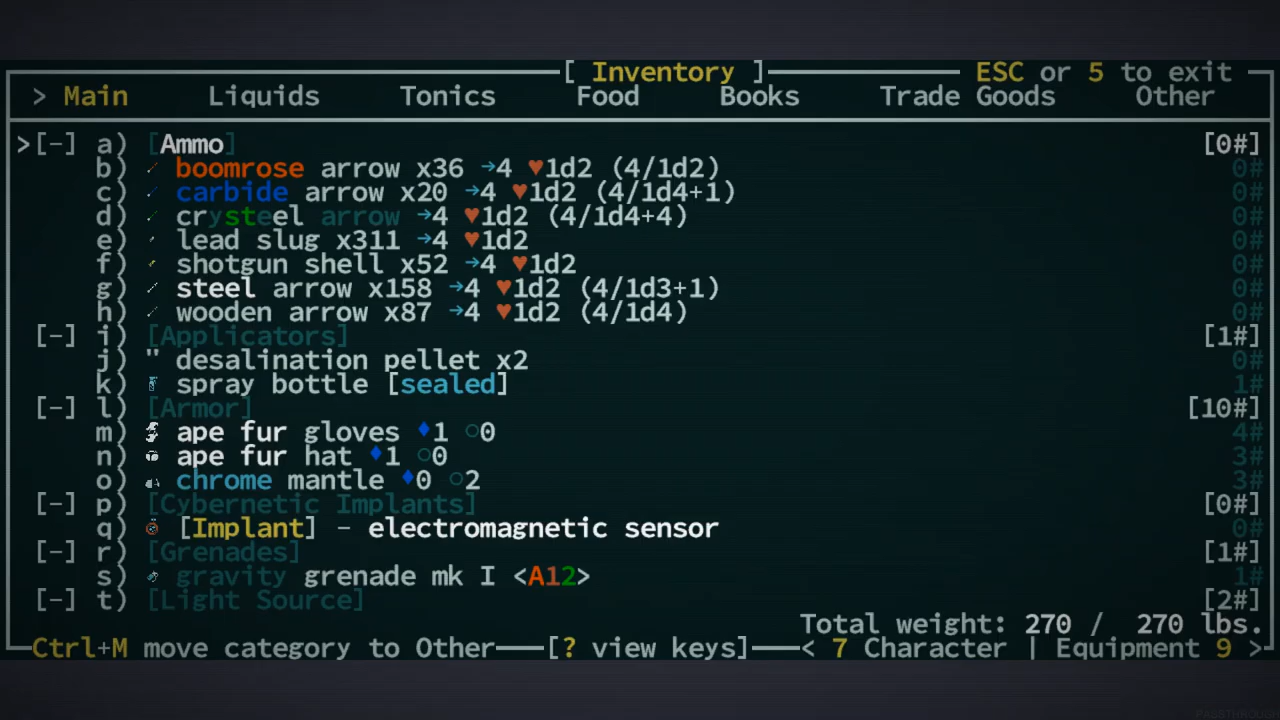 [ Inventory ] ESC or 5 to exit
> Main Liquids Tonics Food Books Trade Goods Other
>[-] a) [Ammo] [0#]
b) boomrose arrow x36 →4 ♥1d2 (4/1d2) 0#
c) carbide arrow x20 →4 ♥1d2 (4/1d4+1) 0#
d) crysteel arrow →4 ♥1d2 (4/1d4+4) 0#
e) lead slug x311 →4 ♥1d2 0#
f) shotgun shell x52 →4 ♥1d2 0#
g) steel arrow x158 →4 ♥1d2 (4/1d3+1) 0#
h) wooden arrow x87 →4 ♥1d2 (4/1d4) 0#
[-] i) [Applicators] [1#]
j) " desalination pellet x2 0#
k) spray bottle [sealed] 1#
[-] l) [Armor] [10#]
m) ape fur gloves ♦1 ○0 4#
n) ape fur hat ♦1 ○0 3#
o) chrome mantle ♦0 ○2 3#
[-] p) [Cybernetic Implants] [0#]
q) [Implant] - electromagnetic sensor 0#
[-] r) [Grenades] [1#]
s) gravity grenade mk I <A12> 1#
[-] t) [Light Source] [2#]
Total weight: 270 / 270 lbs.
Ctrl+M move category to Other [? view keys] < 7 Character | Equipment 9 >